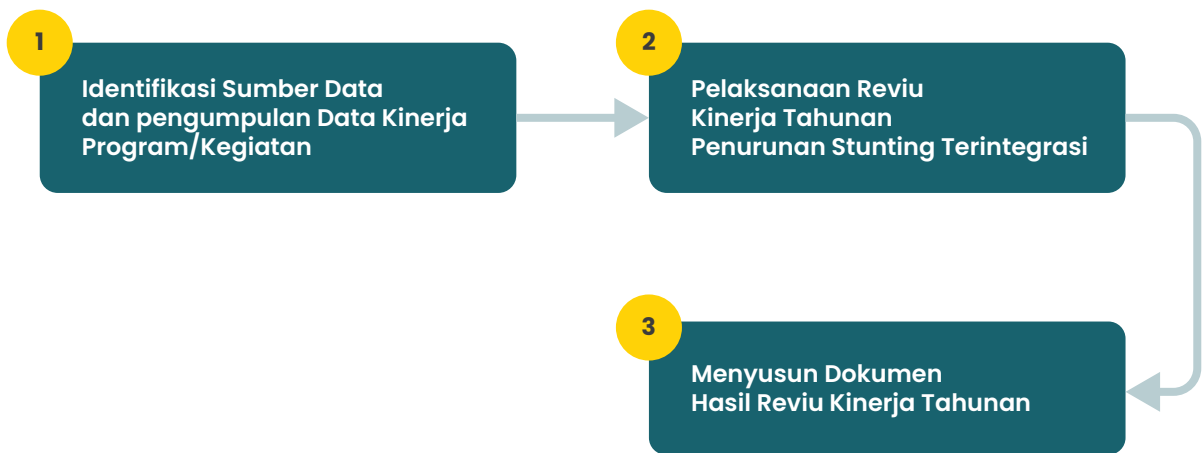 1
Identifikasi Sumber Data
dan pengumpulan Data Kinerja
Program/Kegiatan
2
Pelaksanaan Reviu
Kinerja Tahunan
Penurunan Stunting Terintegrasi
3
Menyusun Dokumen
Hasil Reviu Kinerja Tahunan